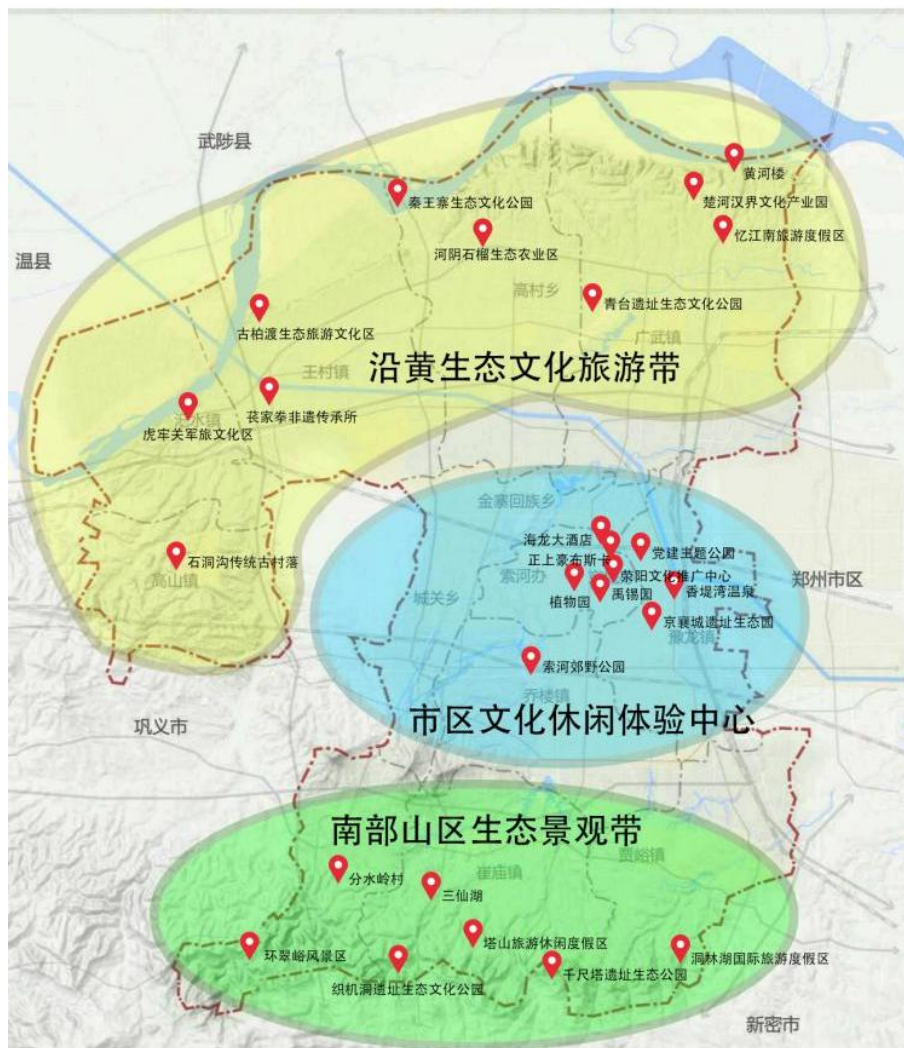 武陟县
黄河楼
秦王寨生态文化公园
楚河汉界文化产业园
忆江南旅游度假区
河阴石榴生态农业区
温县
高村乡
青台遗址生态文化公园
古柏渡生态旅游文化区
广武镇
王村镇
沿黄生态文化旅游带
苌家拳非遗传承所
汜水镇
虎牢关军旅文化区
金寨回族乡
海龙大酒店
党建主题公园
石洞沟传统古村落
正上豪布斯卡
高山镇
索河办
荥阳文化推广中心
郑州市区
城关乡
香堤湾温泉
植物园
禹锡园
京襄城遗址生态园
豫龙镇
索河郊野公园
乔楼镇
巩义市
市区文化休闲体验中心
南部山区生态景观带
贾峪镇
分水岭村
崔庙镇
三仙湖
塔山旅游休闲度假区
环翠峪风景区
洞林湖国际旅游度假区
千尺塔遗址生态公园
织机洞遗址生态文化公园
新密市